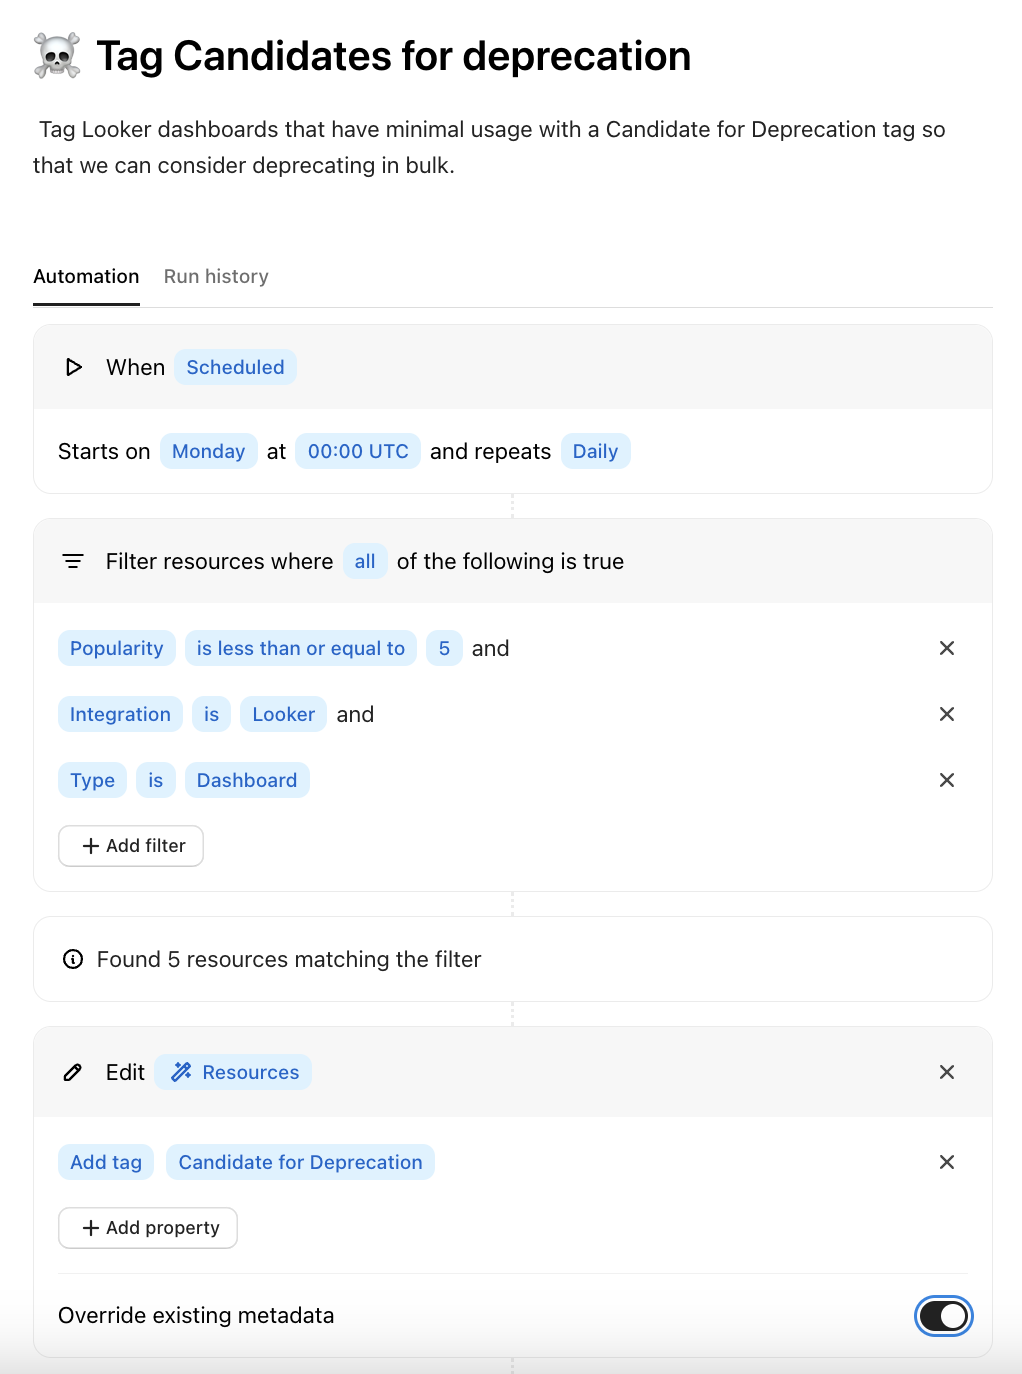 ☠️ Tag Candidates for deprecation
Tag Looker dashboards that have minimal usage with a Candidate for Deprecation tag so
that we can consider deprecating in bulk.
Automation Run history
When Scheduled
Starts on Monday at 00:00 UTC and repeats Daily
Filter resources where all of the following is true
Popularity is less than or equal to 5 and
Integration is Looker and
Type is Dashboard
+ Add filter
Found 5 resources matching the filter
Edit Resources
Add tag Candidate for Deprecation
+ Add property
Override existing metadata